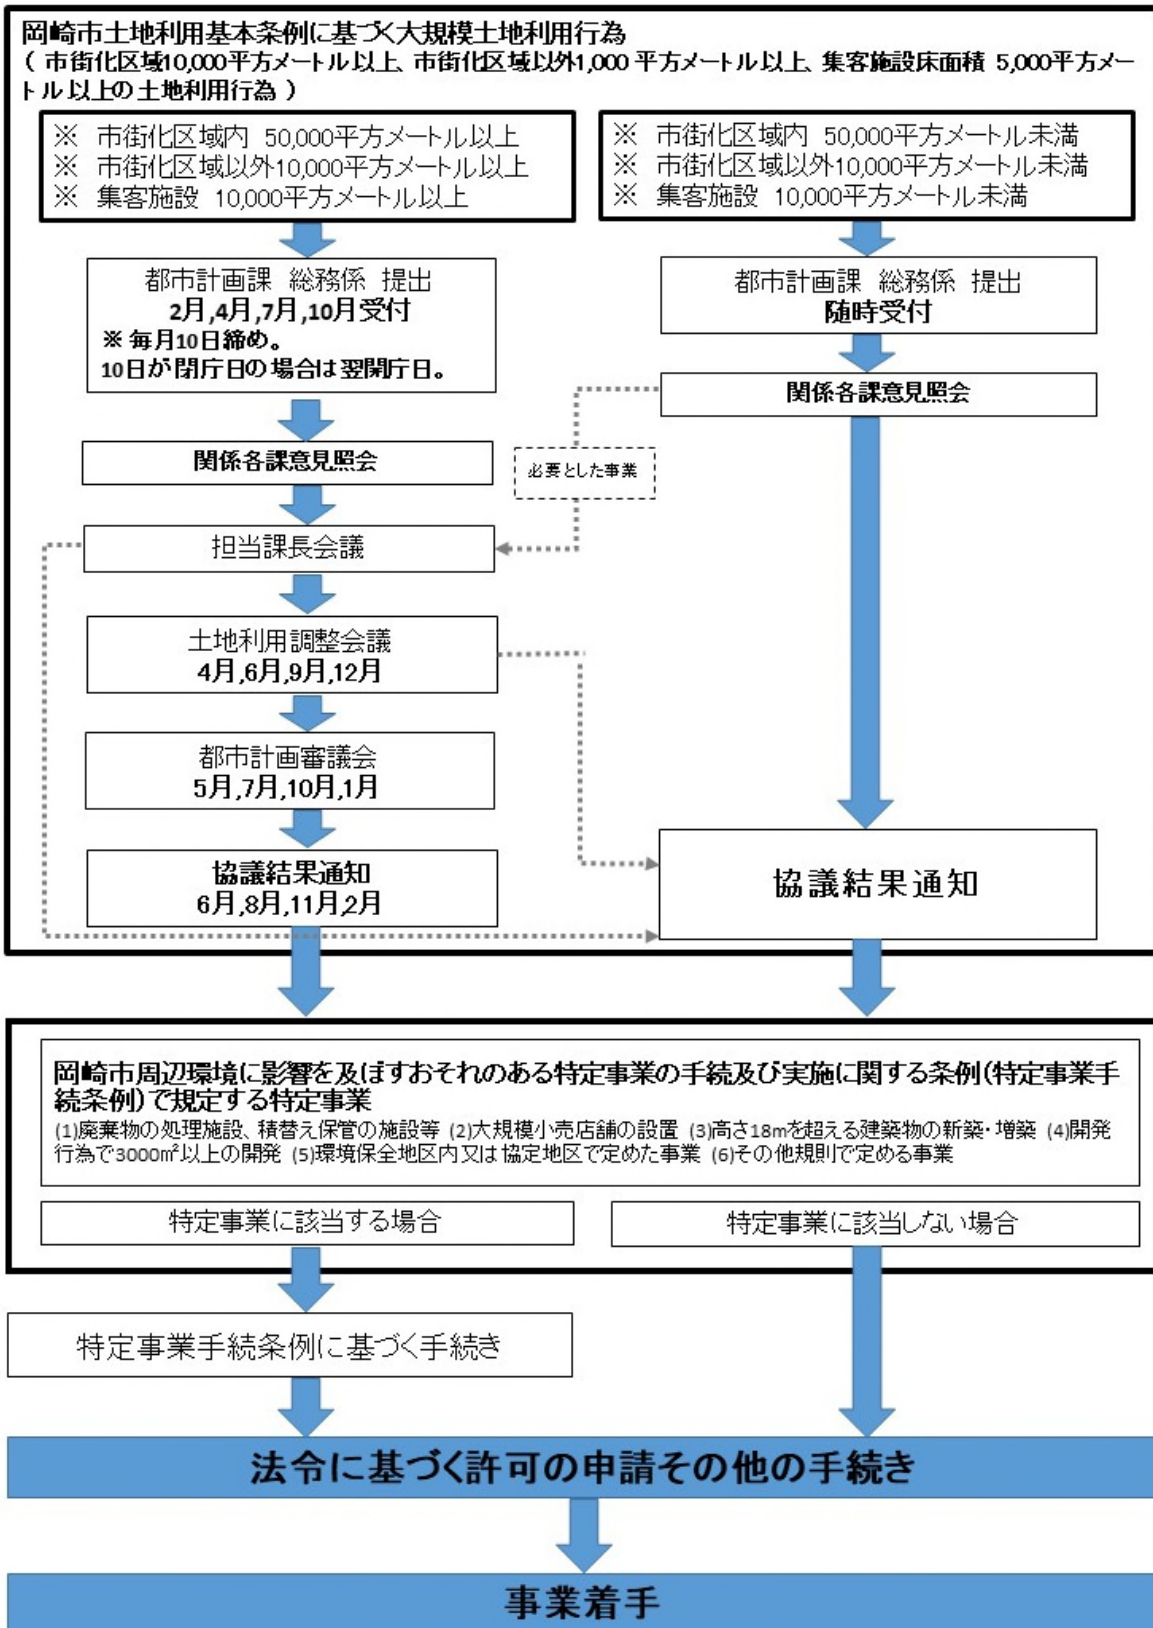 岡崎市土地利用基本条例に基づく大規模土地利用行為
( 市街化区域10,000平方メートル以上、市街化区域以外1,000 平方メートル以上、集客施設床面積 5,000平方メー
トル以上の土地利用行為 )
※ 市街化区域内 50,000平方メートル以上
※ 市街化区域以外10,000平方メートル以上
※ 集客施設 10,000平方メートル以上
※ 市街化区域内 50,000平方メートル未満
※ 市街化区域以外10,000平方メートル未満
※ 集客施設 10,000平方メートル未満
都市計画課 総務係 提出
2月,4月,7月,10月受付
※ 毎月10日締め。
10日が閉庁日の場合は翌開庁日。
都市計画課 総務係 提出
随時受付
関係各課意見照会
関係各課意見照会
必要とした事業
担当課長会議
土地利用調整会議
4月,6月,9月,12月
都市計画審議会
5月,7月,10月,1月
協議結果通知
6月,8月,11月,2月
協議結果通知
岡崎市周辺環境に影響を及ぼすおそれのある特定事業の手続及び実施に関する条例(特定事業手
続条例)で規定する特定事業
(1)廃棄物の処理施設、積替え保管の施設等 (2)大規模小売店舗の設置 (3)高さ18mを超える建築物の新築・増築 (4)開発
行為で3000㎡以上の開発 (5)環境保全地区内又は協定地区で定めた事業 (6)その他規則で定める事業
特定事業に該当する場合
特定事業に該当しない場合
特定事業手続条例に基づく手続き
法令に基づく許可の申請その他の手続き
事業着手